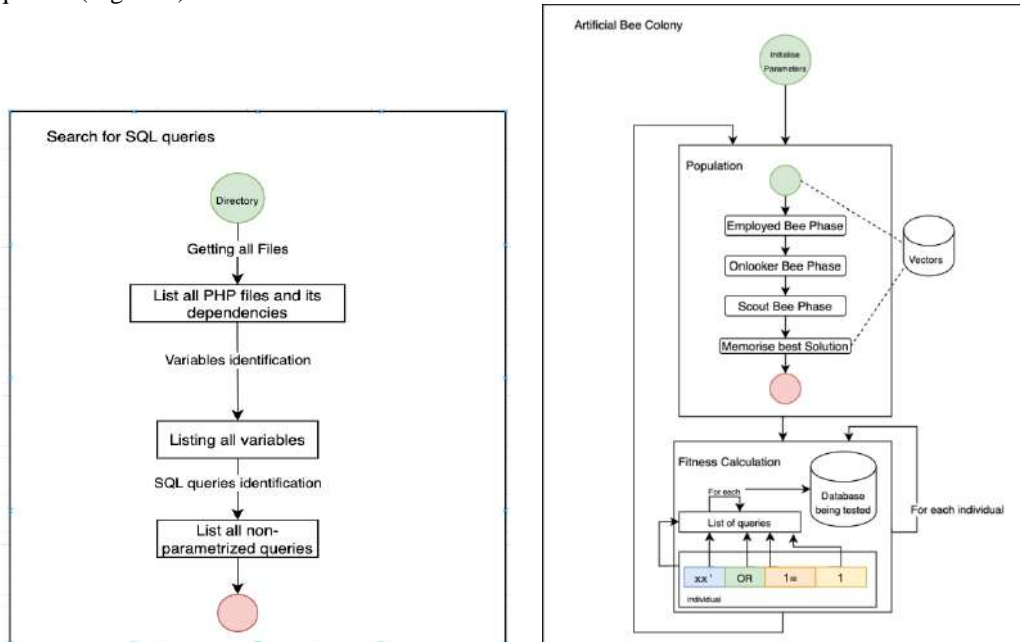 Search for SQL queries
Directory
Getting all Files
List all PHP files and its
dependencies
Variables identification
Listing all variables
SQL queries identification
List all non-
parametrized queries
Artificial Bee Colony
Initialise
Parameters
Population
Employed Bee Phase
Onlooker Bee Phase
Scout Bee Phase
Memorise best Solution
Vectors
Fitness Calculation
For each
List of queries
Database
being tested
For each individual
xx '
OR
1=
1
individual